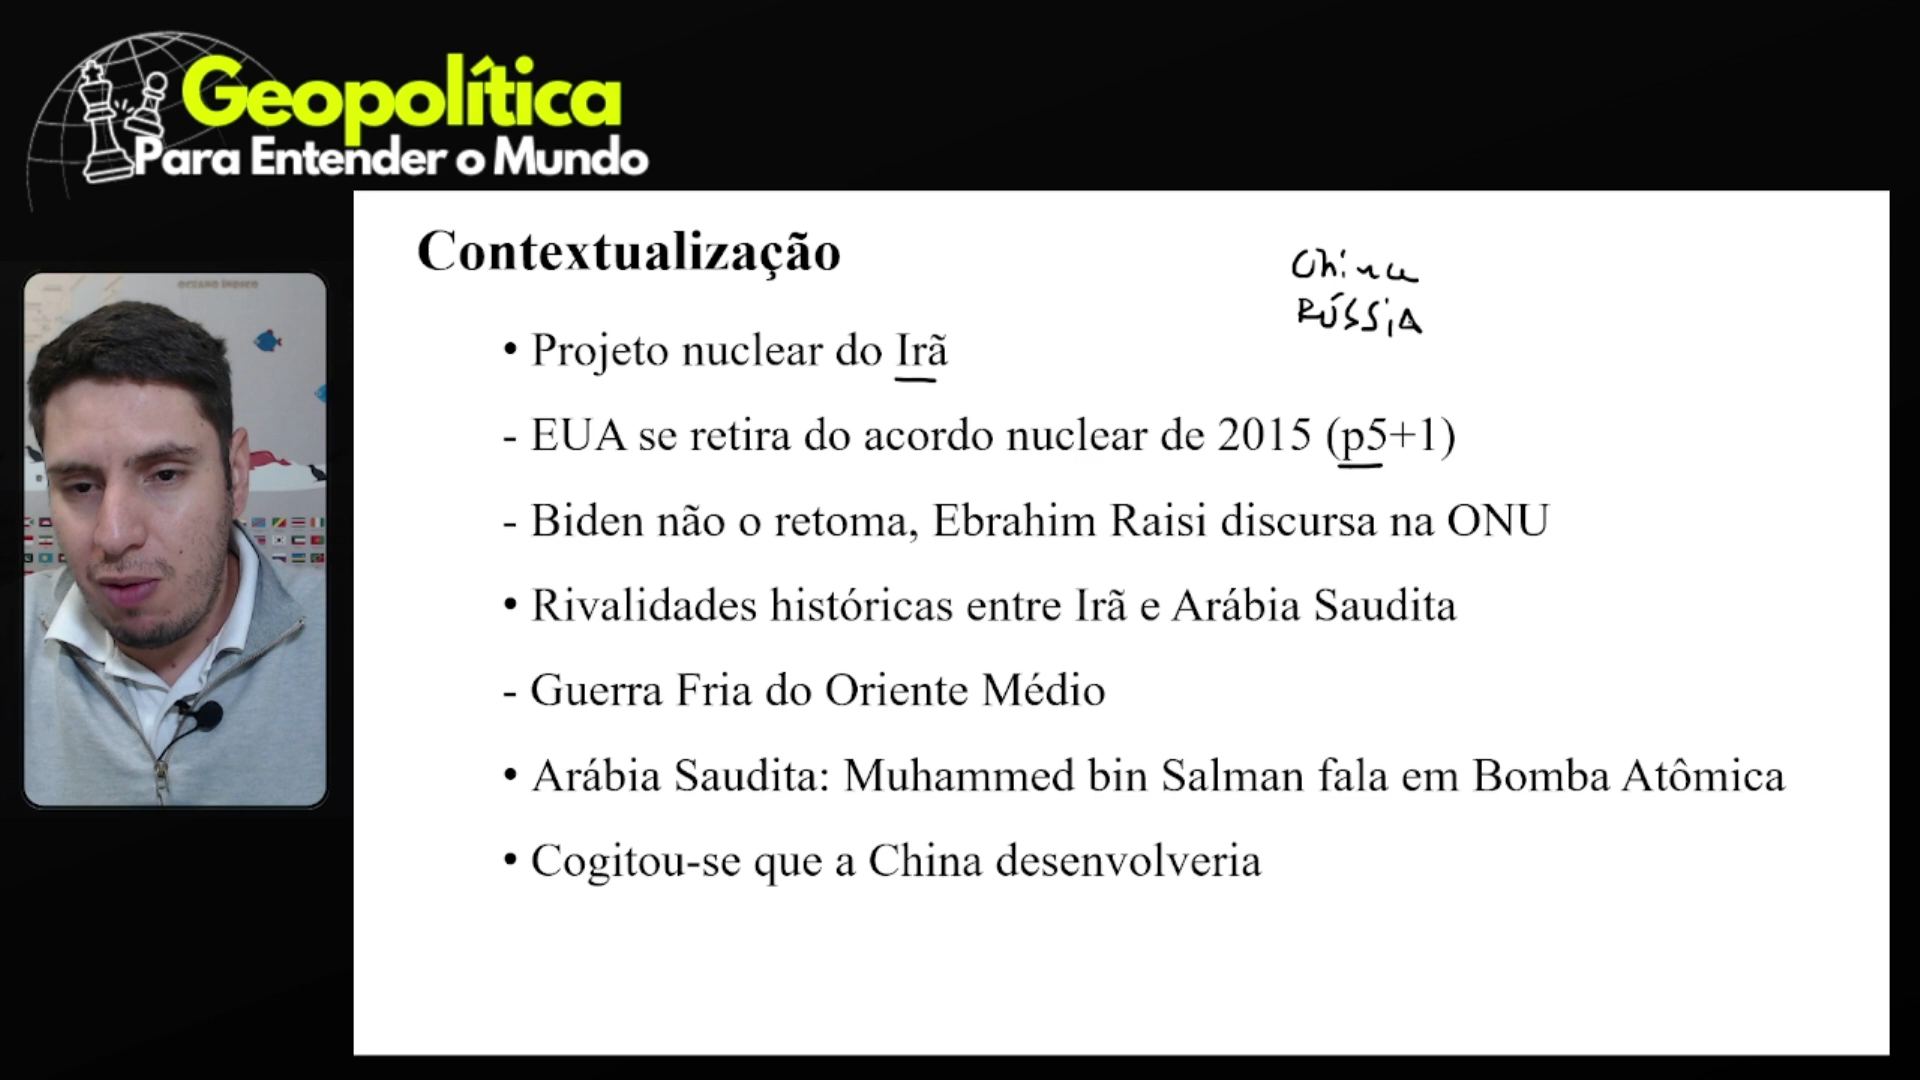 Geopolítica
Para Entender o Mundo
OCEANO ÍNDICO
Contextualização
China
RÚSSIA
• Projeto nuclear do Irã
- EUA se retira do acordo nuclear de 2015 (p5+1)
- Biden não o retoma, Ebrahim Raisi discursa na ONU
• Rivalidades históricas entre Irã e Arábia Saudita
- Guerra Fria do Oriente Médio
• Arábia Saudita: Muhammed bin Salman fala em Bomba Atômica
• Cogitou-se que a China desenvolveria